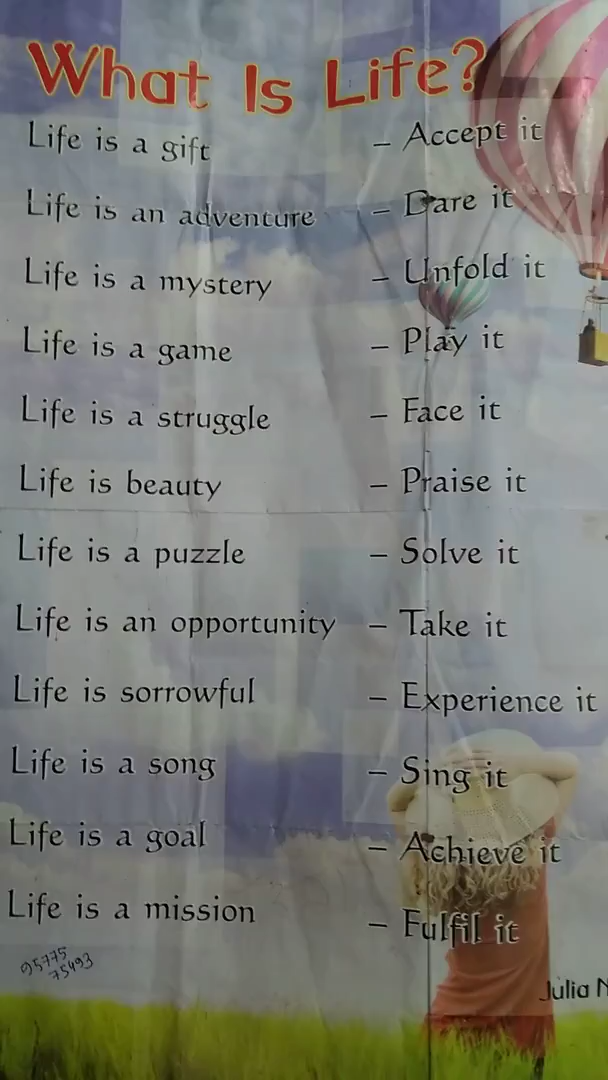 What Is Life?
Life is a gift – Accept it
Life is an adventure – Dare it
Life is a mystery – Unfold it
Life is a game – Play it
Life is a struggle – Face it
Life is beauty – Praise it
Life is a puzzle – Solve it
Life is an opportunity – Take it
Life is sorrowful – Experience it
Life is a song – Sing it
Life is a goal – Achieve it
Life is a mission – Fulfil it
95775
75493
Julia N